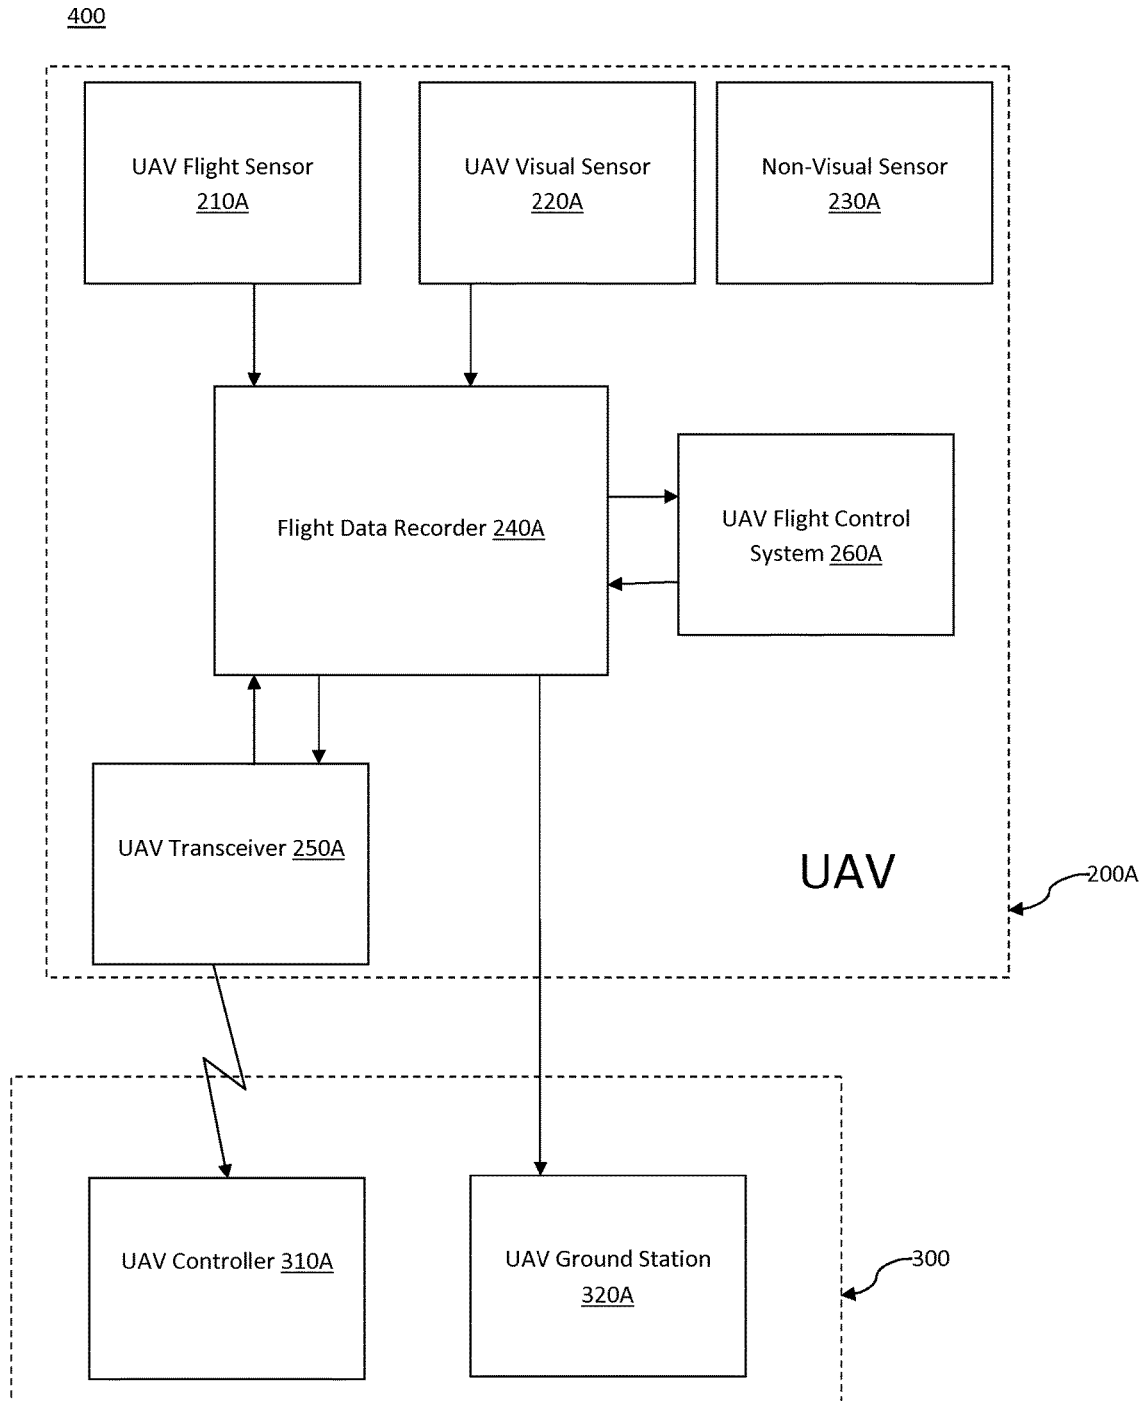 400
UAV Flight Sensor
210A
UAV Visual Sensor
220A
Non-Visual Sensor
230A
Flight Data Recorder 240A
UAV Flight Control
System 260A
UAV Transceiver 250A
UAV
200A
UAV Controller 310A
UAV Ground Station
320A
300